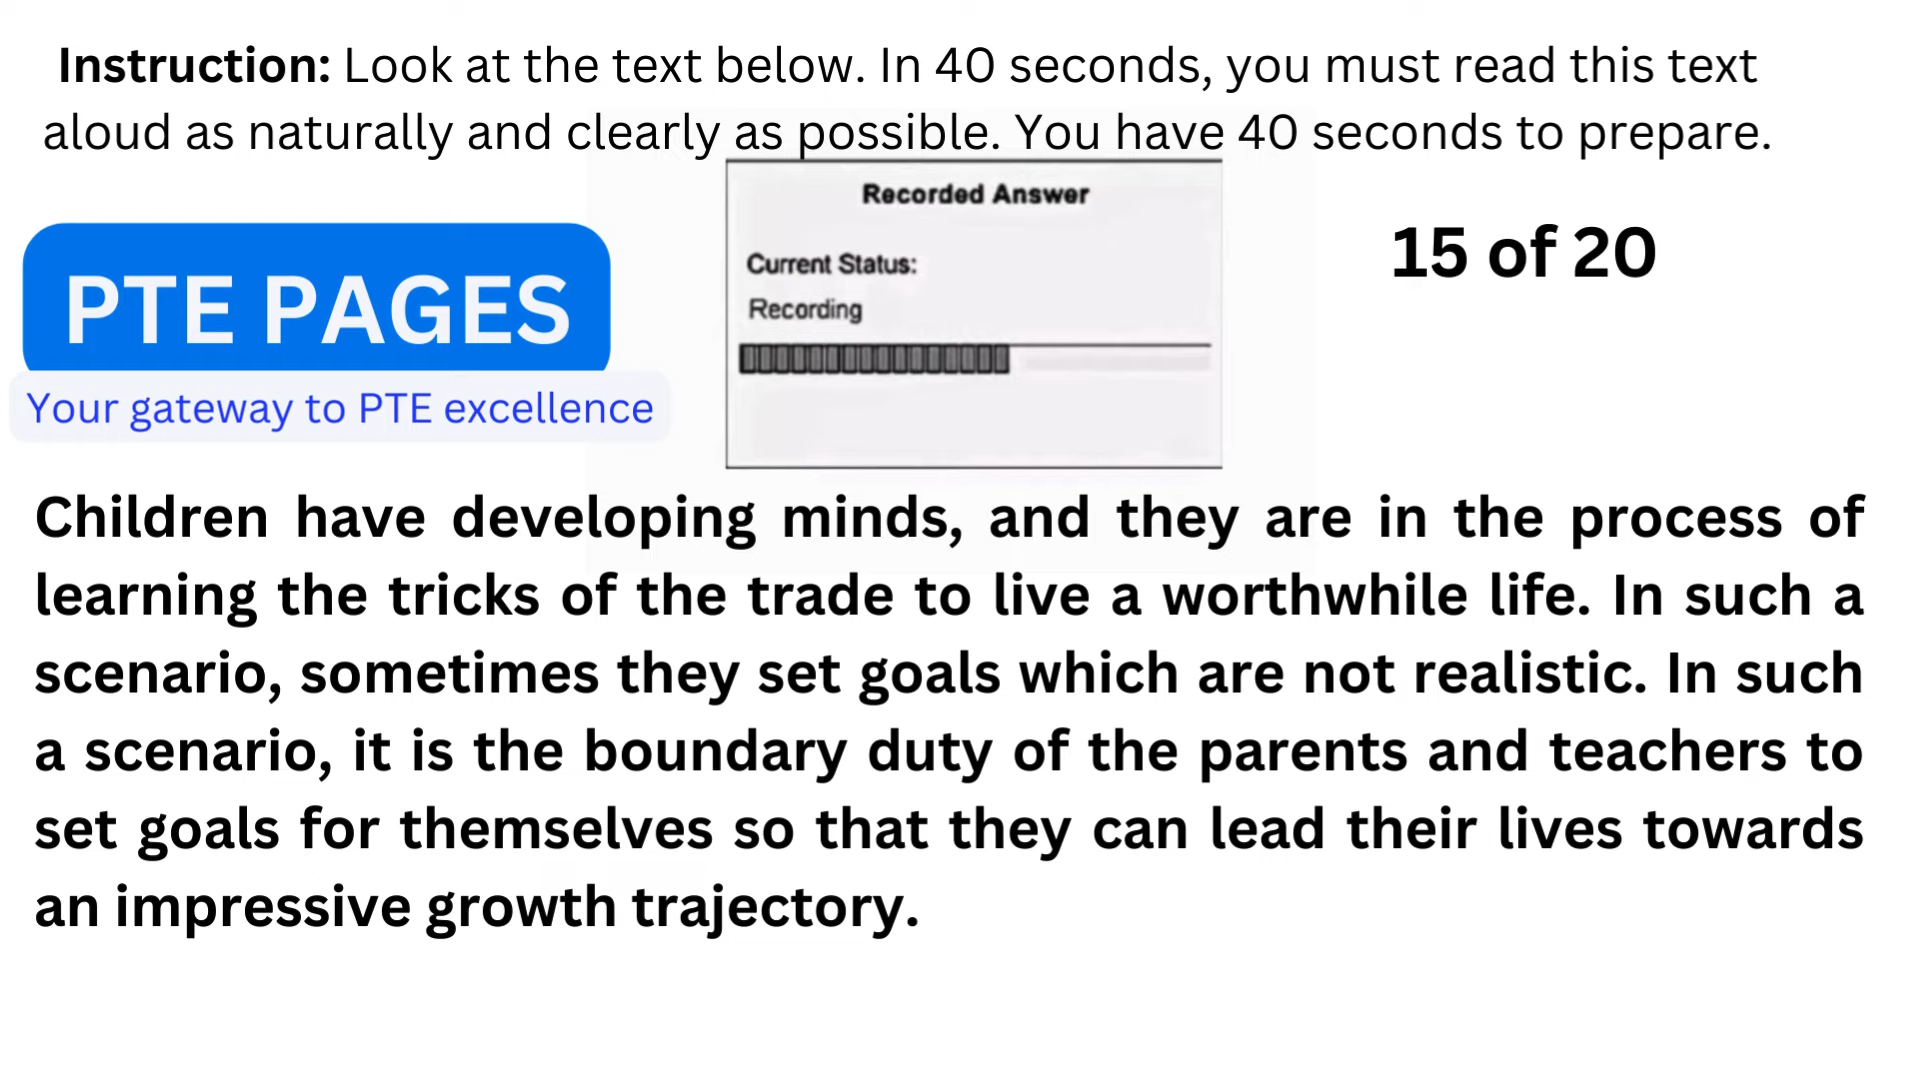 Instruction: Look at the text below. In 40 seconds, you must read this text
aloud as naturally and clearly as possible. You have 40 seconds to prepare.
Recorded Answer
Current Status:
Recording
15 of 20
PTE PAGES
Your gateway to PTE excellence
Children have developing minds, and they are in the process of
learning the tricks of the trade to live a worthwhile life. In such a
scenario, sometimes they set goals which are not realistic. In such
a scenario, it is the boundary duty of the parents and teachers to
set goals for themselves so that they can lead their lives towards
an impressive growth trajectory.